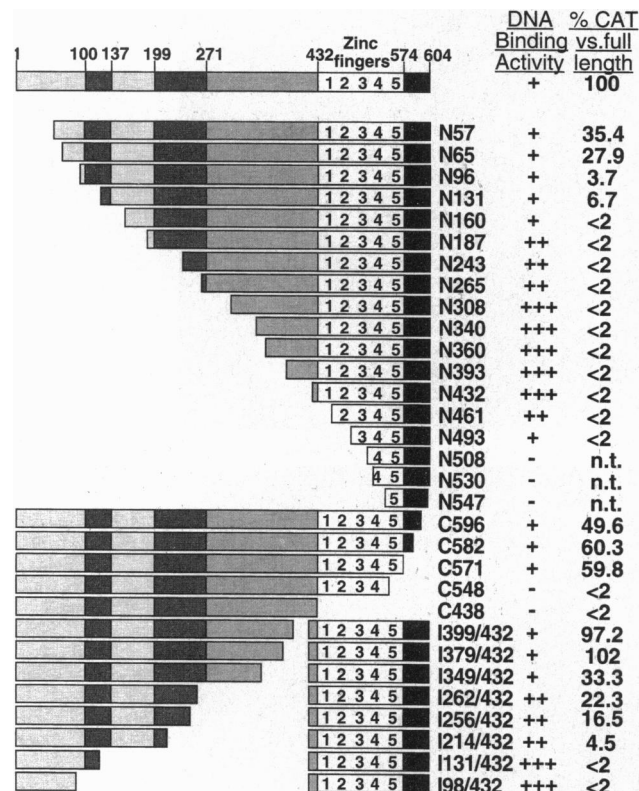 DNA % CAT
Binding vs.full
Activity length
1 100 137 199 271 432 Zinc fingers 574 604
1 2 3 4 5 + 100
1 2 3 4 5 N57 + 35.4
1 2 3 4 5 N65 + 27.9
1 2 3 4 5 N96 + 3.7
1 2 3 4 5 N131 + 6.7
1 2 3 4 5 N160 + <2
1 2 3 4 5 N187 ++ <2
1 2 3 4 5 N243 ++ <2
1 2 3 4 5 N265 ++ <2
1 2 3 4 5 N308 +++ <2
1 2 3 4 5 N340 +++ <2
1 2 3 4 5 N360 +++ <2
1 2 3 4 5 N393 +++ <2
1 2 3 4 5 N432 +++ <2
2 3 4 5 N461 ++ <2
3 4 5 N493 + <2
4 5 N508 - n.t.
4 5 N530 - n.t.
5 N547 - n.t.
1 2 3 4 5 C596 + 49.6
1 2 3 4 5 C582 + 60.3
1 2 3 4 5 C571 + 59.8
1 2 3 4 C548 - <2
C438 - <2
1 2 3 4 5 I399/432 + 97.2
1 2 3 4 5 I379/432 + 102
1 2 3 4 5 I349/432 + 33.3
1 2 3 4 5 I262/432 ++ 22.3
1 2 3 4 5 I256/432 ++ 16.5
1 2 3 4 5 I214/432 ++ 4.5
1 2 3 4 5 I131/432 +++ <2
1 2 3 4 5 I98/432 +++ <2